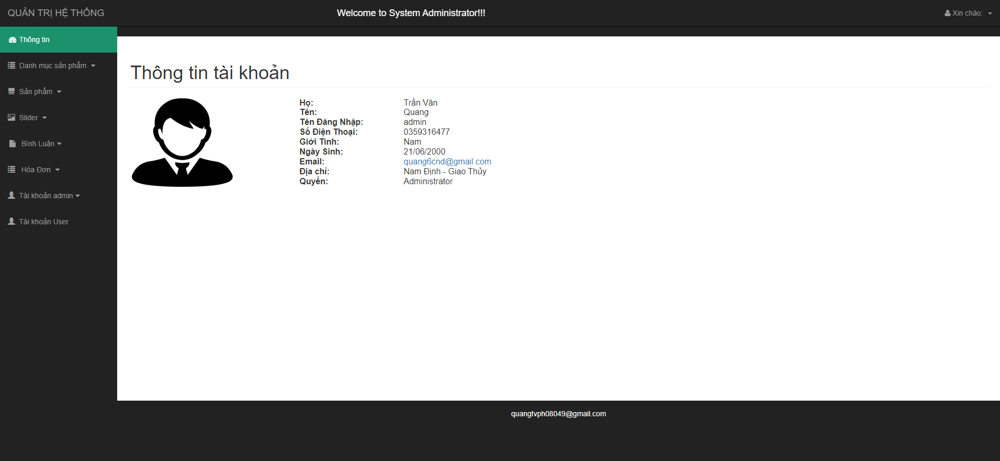 QUẢN TRỊ HỆ THỐNG
Welcome to System Administrator!!!
Xin chào:
Thông tin
Danh mục sản phẩm
Sản phẩm
Slider
Bình Luận
Hóa Đơn
Tài khoản admin
Tài khoản User
Thông tin tài khoản
Họ: Trần Văn
Tên: Quang
Tên Đăng Nhập: admin
Số Điện Thoại: 0359316477
Giới Tính: Nam
Ngày Sinh: 21/06/2000
Email: quang6cnd@gmail.com
Địa chỉ: Nam Định - Giao Thủy
Quyền: Administrator
quangtvph08049@gmail.com